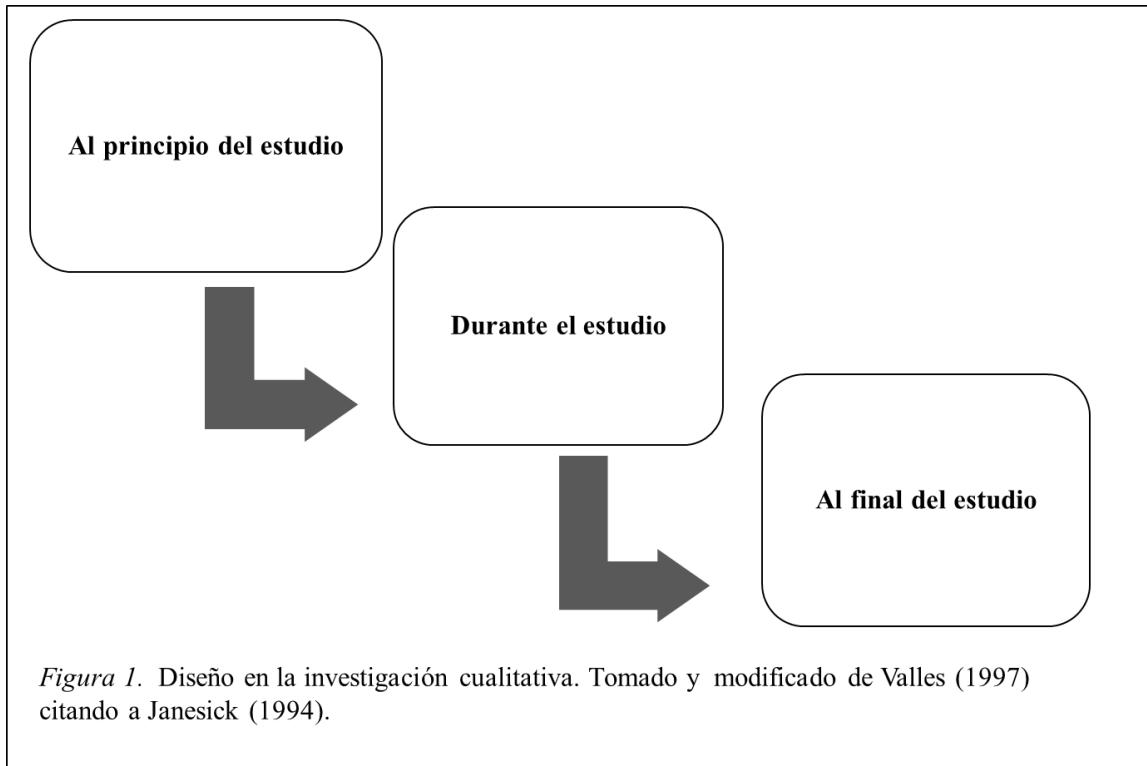 Al principio del estudio
Durante el estudio
Al final del estudio
Figura 1. Diseño en la investigación cualitativa. Tomado y modificado de Valles (1997)
citando a Janesick (1994).